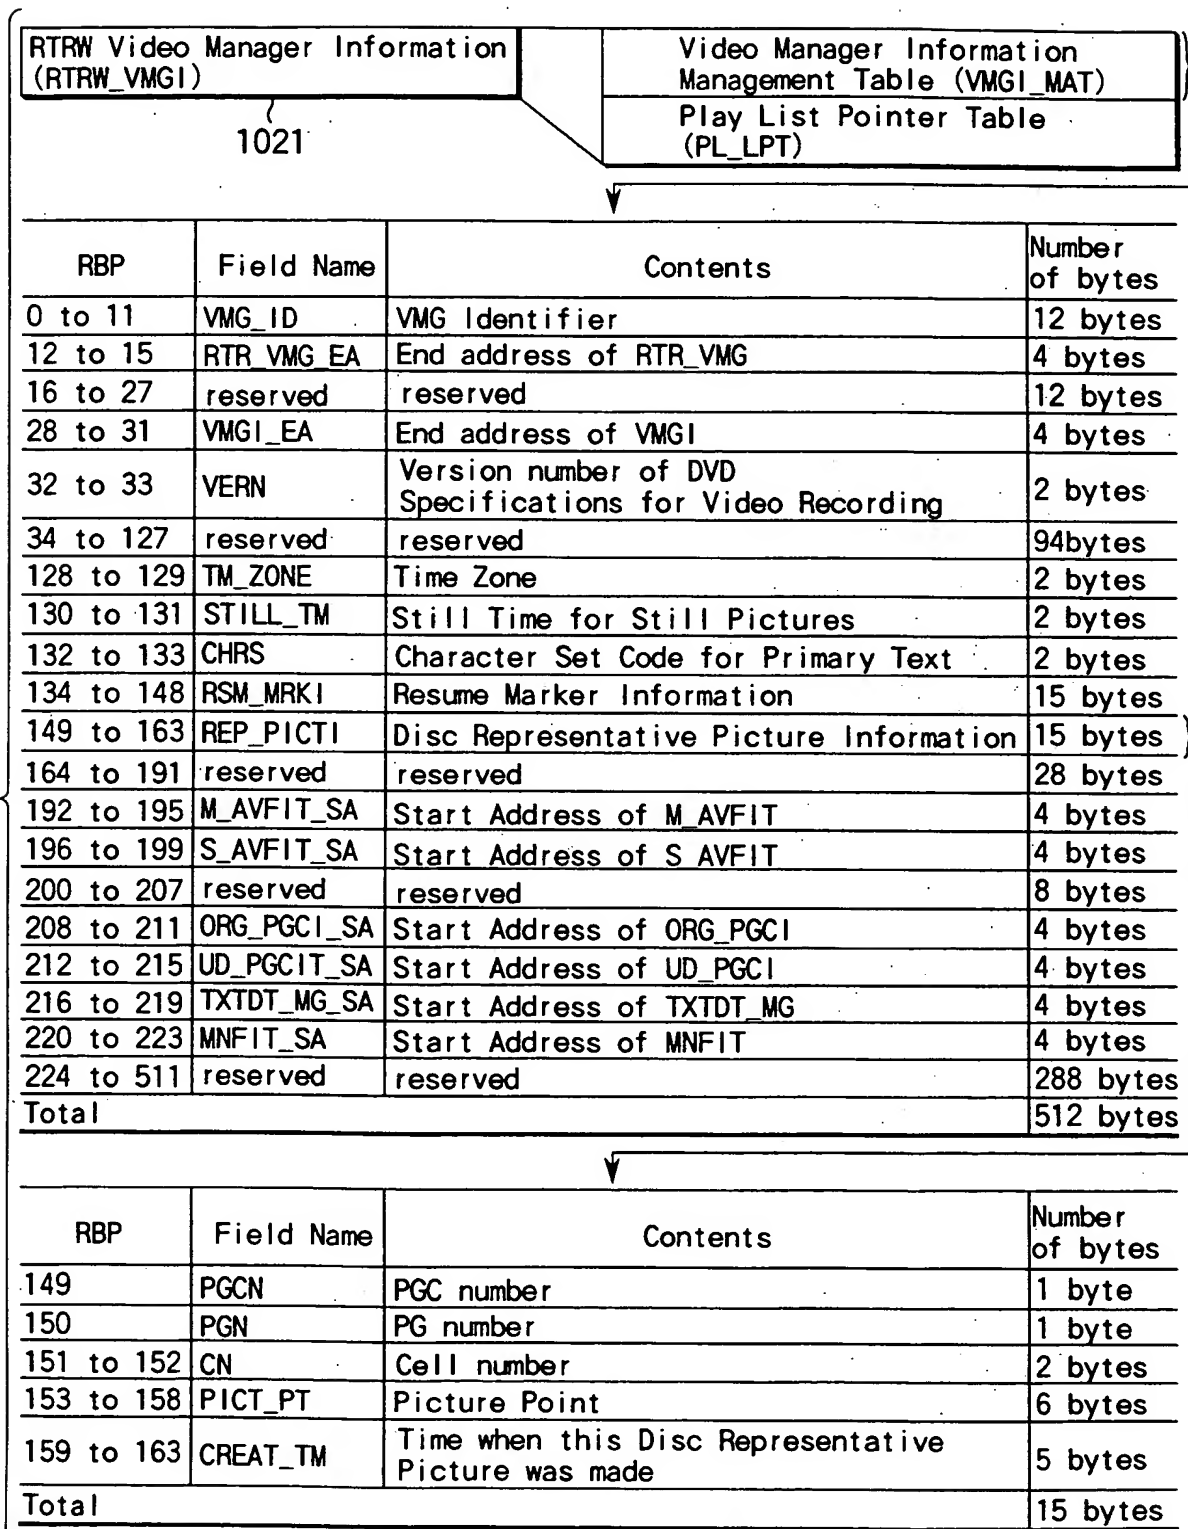 RTRW Video Manager Information
(RTRW_VMGI)
1021
Video Manager Information
Management Table (VMGI_MAT)
Play List Pointer Table
(PL_LPT)
RBP Field Name Contents Number of bytes
0 to 11 VMG_ID VMG Identifier 12 bytes
12 to 15 RTR_VMG_EA End address of RTR_VMG 4 bytes
16 to 27 reserved reserved 12 bytes
28 to 31 VMGI_EA End address of VMGI 4 bytes
32 to 33 VERN Version number of DVD Specifications for Video Recording 2 bytes
34 to 127 reserved reserved 94bytes
128 to 129 TM_ZONE Time Zone 2 bytes
130 to 131 STILL_TM Still Time for Still Pictures 2 bytes
132 to 133 CHRS Character Set Code for Primary Text 2 bytes
134 to 148 RSM_MRKI Resume Marker Information 15 bytes
149 to 163 REP_PICTI Disc Representative Picture Information 15 bytes
164 to 191 reserved reserved 28 bytes
192 to 195 M_AVFIT_SA Start Address of M_AVFIT 4 bytes
196 to 199 S_AVFIT_SA Start Address of S_AVFIT 4 bytes
200 to 207 reserved reserved 8 bytes
208 to 211 ORG_PGCI_SA Start Address of ORG_PGCI 4 bytes
212 to 215 UD_PGCIT_SA Start Address of UD_PGCI 4 bytes
216 to 219 TXTDT_MG_SA Start Address of TXTDT_MG 4 bytes
220 to 223 MNFIT_SA Start Address of MNFIT 4 bytes
224 to 511 reserved reserved 288 bytes
Total 512 bytes
RBP Field Name Contents Number of bytes
149 PGCN PGC number 1 byte
150 PGN PG number 1 byte
151 to 152 CN Cell number 2 bytes
153 to 158 PICT_PT Picture Point 6 bytes
159 to 163 CREAT_TM Time when this Disc Representative Picture was made 5 bytes
Total 15 bytes